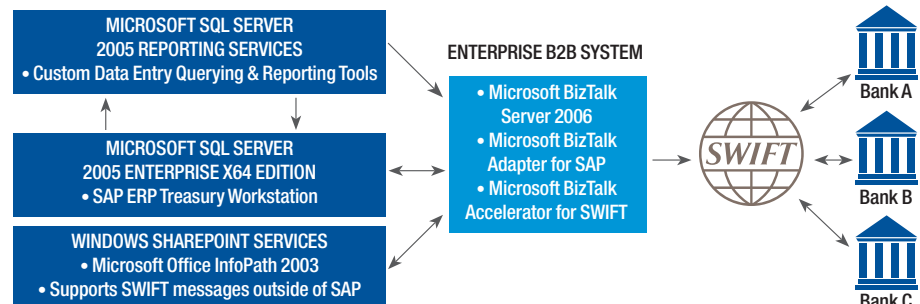 MICROSOFT SQL SERVER
2005 REPORTING SERVICES
• Custom Data Entry Querying & Reporting Tools
MICROSOFT SQL SERVER
2005 ENTERPRISE X64 EDITION
• SAP ERP Treasury Workstation
WINDOWS SHAREPOINT SERVICES
• Microsoft Office InfoPath 2003
• Supports SWIFT messages outside of SAP
ENTERPRISE B2B SYSTEM
• Microsoft BizTalk
Server 2006
• Microsoft BizTalk
Adapter for SAP
• Microsoft BizTalk
Accelerator for SWIFT
SWIFT
Bank A
Bank B
Bank C